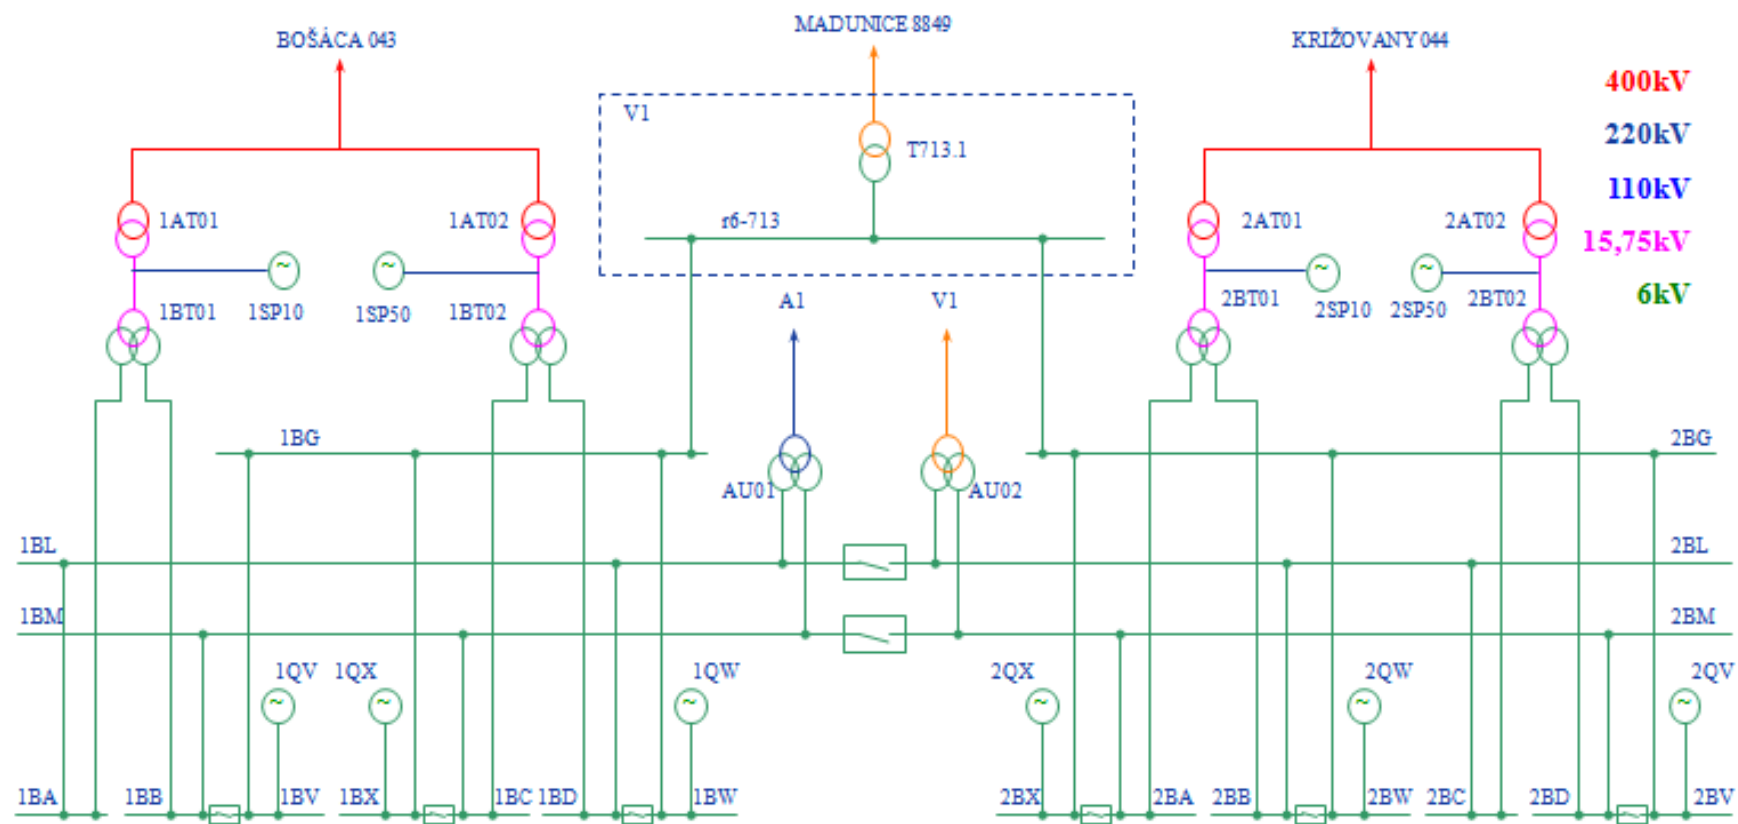 MADUNICE 8849
BOŠÁCA 043
KRIŽOVANY 044
400kV
V1
220kV
T713.1
110kV
1AT01
1AT02
r6-713
2AT01
2AT02
15,75kV
~
~
~
~
6kV
1BT01
1SP10
1SP50
1BT02
A1
V1
2BT01
2SP10
2SP50
2BT02
1BG
2BG
AU01
AU02
1BL
2BL
1BM
2BM
1QV
1QX
1QW
2QX
2QW
2QV
~
~
~
~
~
~
1BA
1BB
1BV
1BX
1BC
1BD
1BW
2BX
2BA
2BB
2BW
2BC
2BD
2BV